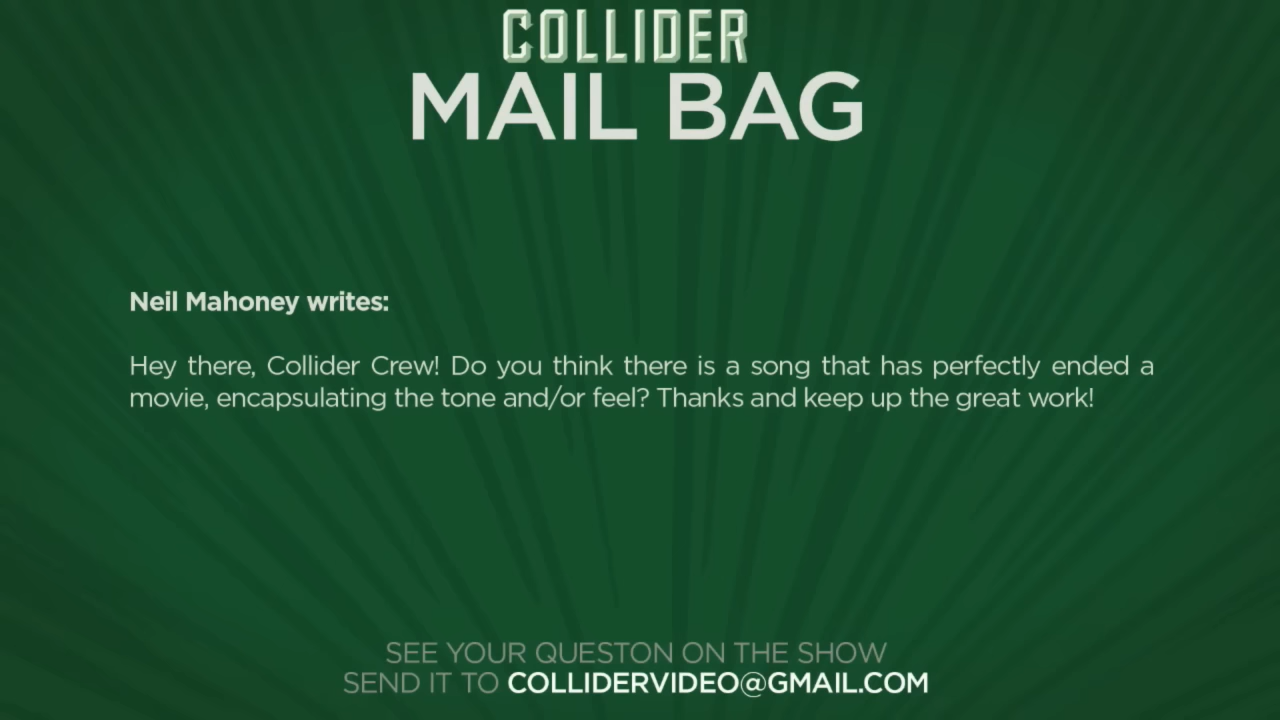 COLLIDER
MAIL BAG
Neil Mahoney writes:
Hey there, Collider Crew! Do you think there is a song that has perfectly ended a
movie, encapsulating the tone and/or feel? Thanks and keep up the great work!
SEE YOUR QUESTON ON THE SHOW
SEND IT TO COLLIDERVIDEO@GMAIL.COM